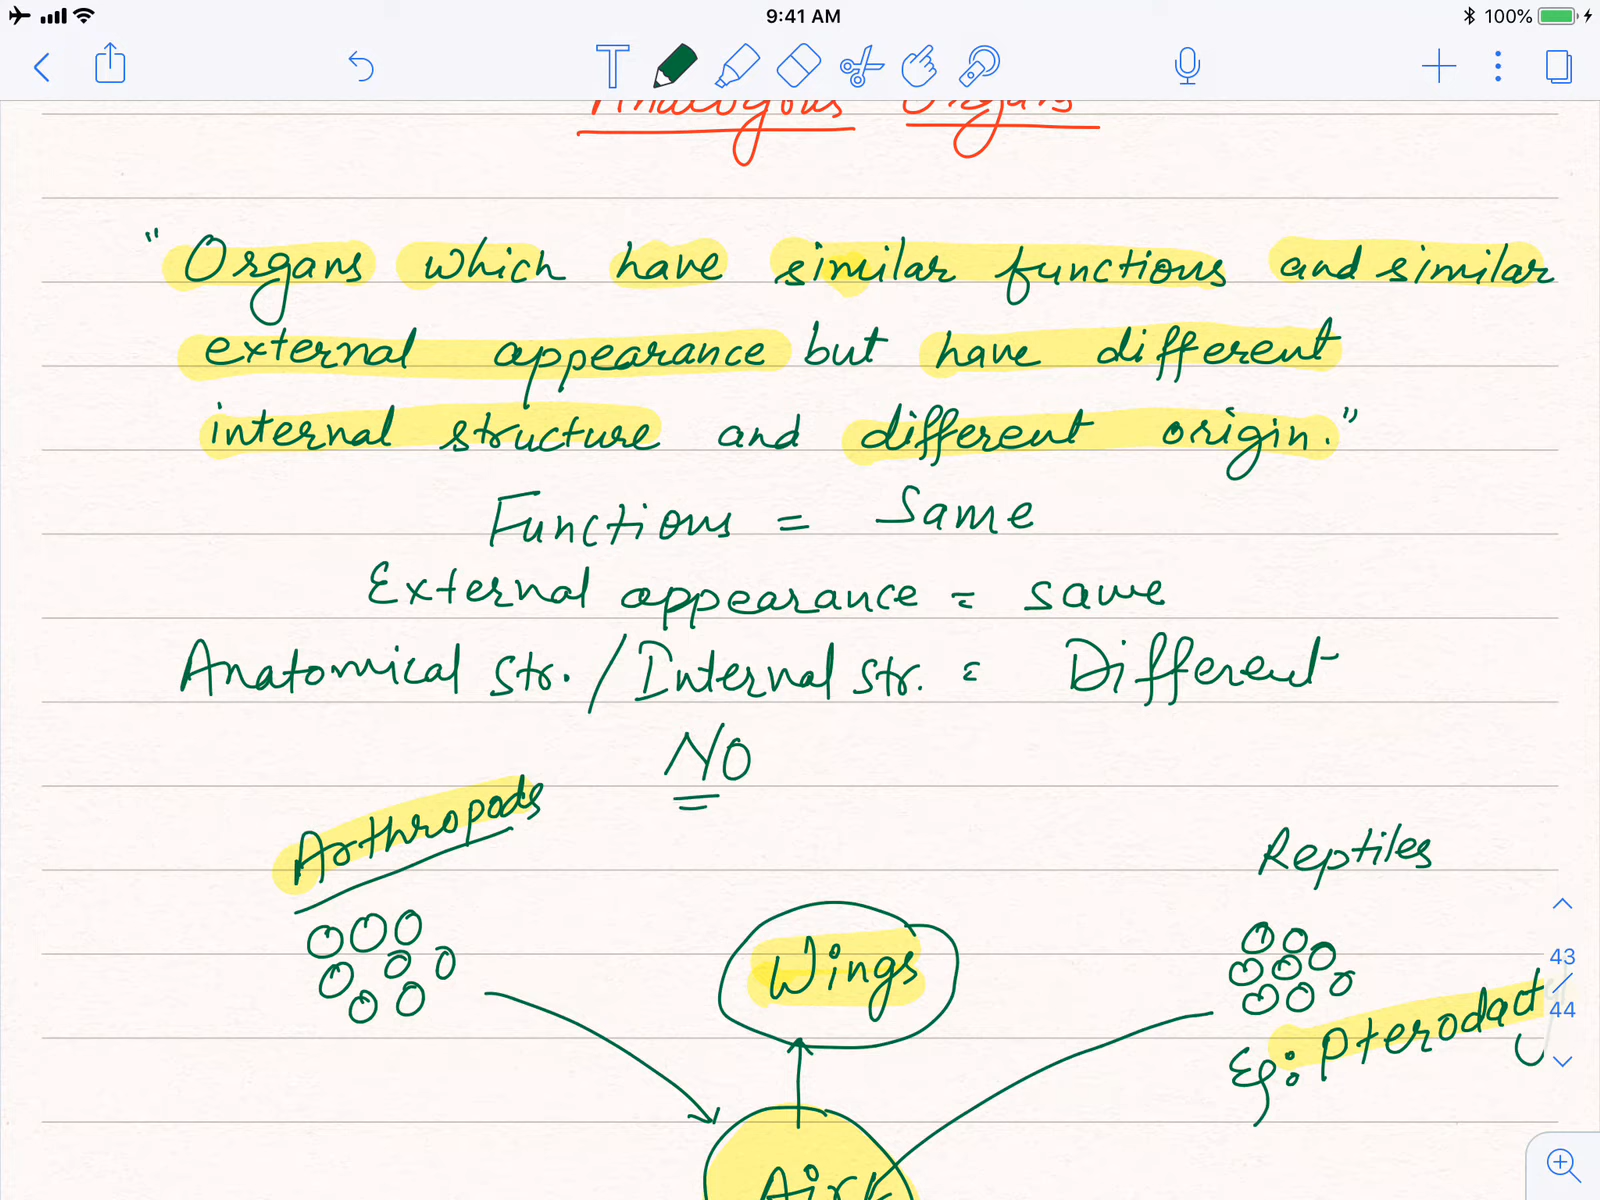 9:41 AM
100%
T
Analogous Organs
"Organs which have similar functions and similar
external appearance but have different
internal structure and different origin."
Functions = Same
External appearance = same
Anatomical Str. / Internal Str. = Different
NO
Arthropods
Reptiles
Wings
Eg: Pterodact
43
44